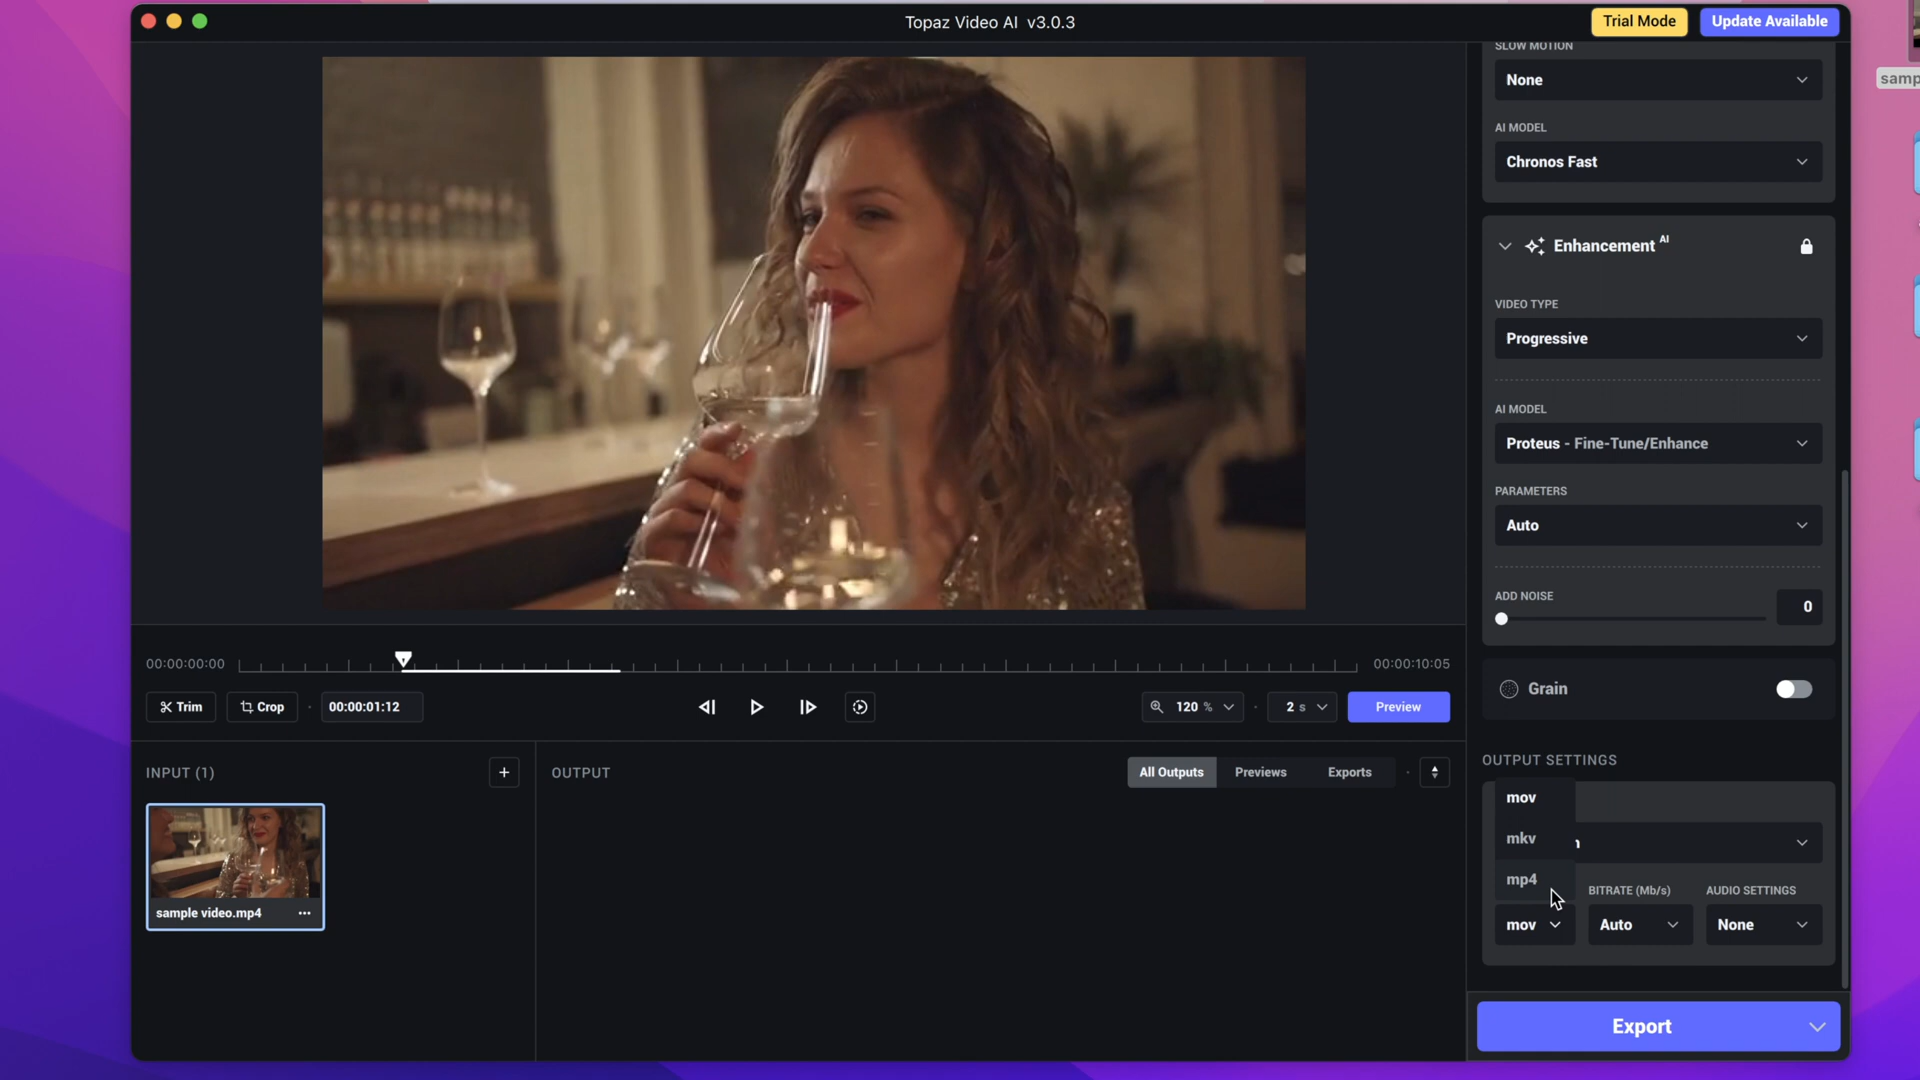 Topaz Video AI v3.0.3
Trial Mode
Update Available
SLOW MOTION
None
AI MODEL
Chronos Fast
Enhancement AI
VIDEO TYPE
Progressive
AI MODEL
Proteus - Fine-Tune/Enhance
PARAMETERS
Auto
ADD NOISE
0
Grain
OUTPUT SETTINGS
mov
mkv
mp4
BITRATE (Mb/s)
AUDIO SETTINGS
mov
Auto
None
Export
00:00:00:00
00:00:10:05
Trim
Crop
00:00:01:12
120 %
2 s
Preview
INPUT (1)
+
OUTPUT
All Outputs
Previews
Exports
sample video.mp4